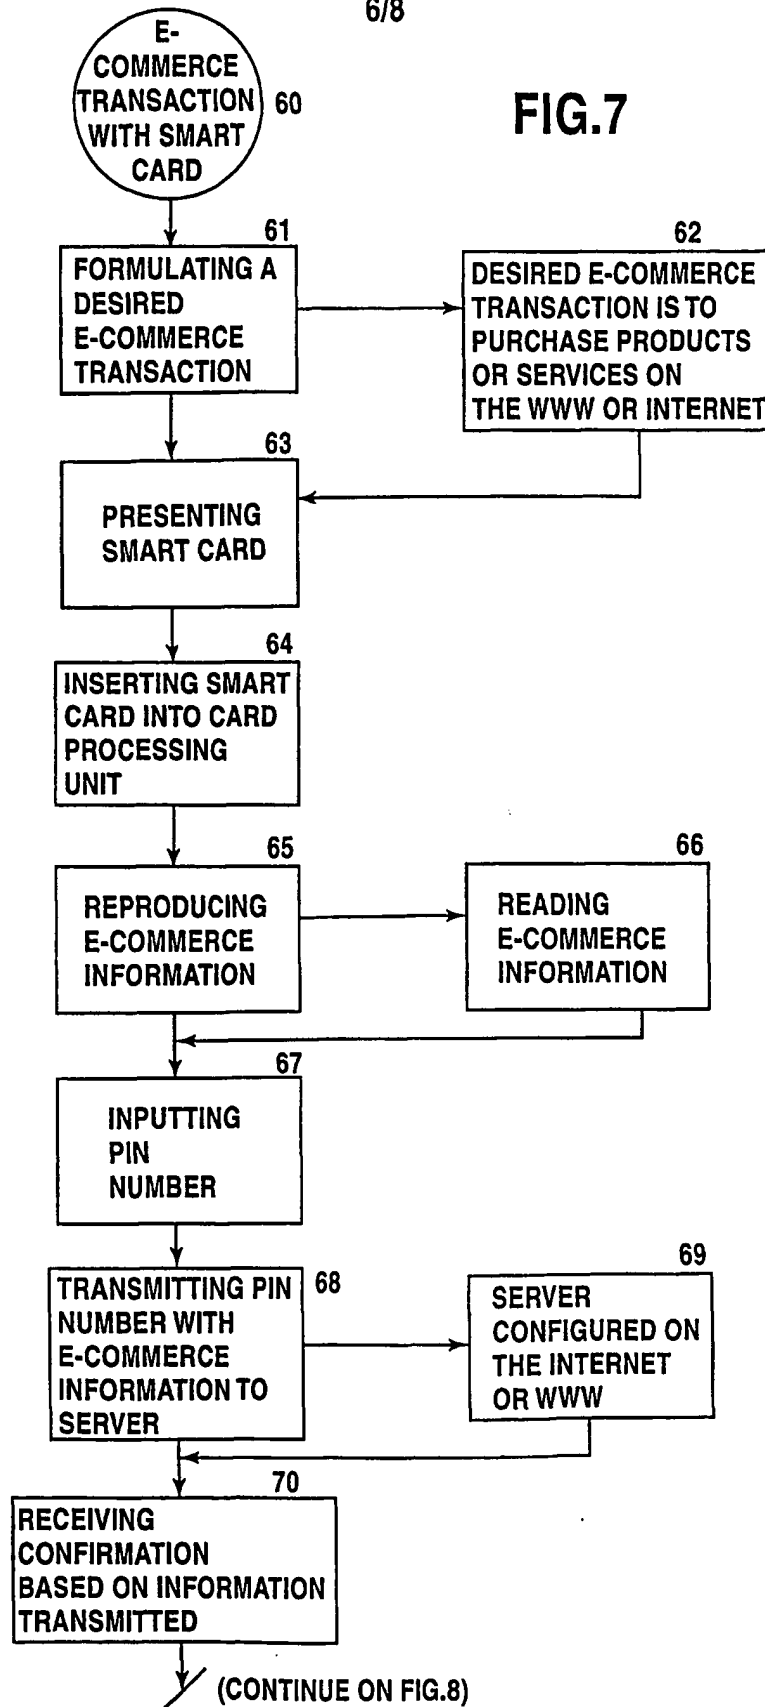 6/8
E-
COMMERCE
TRANSACTION
WITH SMART
CARD
60
FIG.7
61
FORMULATING A
DESIRED
E-COMMERCE
TRANSACTION
62
DESIRED E-COMMERCE
TRANSACTION IS TO
PURCHASE PRODUCTS
OR SERVICES ON
THE WWW OR INTERNET
63
PRESENTING
SMART CARD
64
INSERTING SMART
CARD INTO CARD
PROCESSING
UNIT
65
REPRODUCING
E-COMMERCE
INFORMATION
66
READING
E-COMMERCE
INFORMATION
67
INPUTTING
PIN
NUMBER
68
TRANSMITTING PIN
NUMBER WITH
E-COMMERCE
INFORMATION TO
SERVER
69
SERVER
CONFIGURED ON
THE INTERNET
OR WWW
70
RECEIVING
CONFIRMATION
BASED ON INFORMATION
TRANSMITTED
(CONTINUE ON FIG.8)